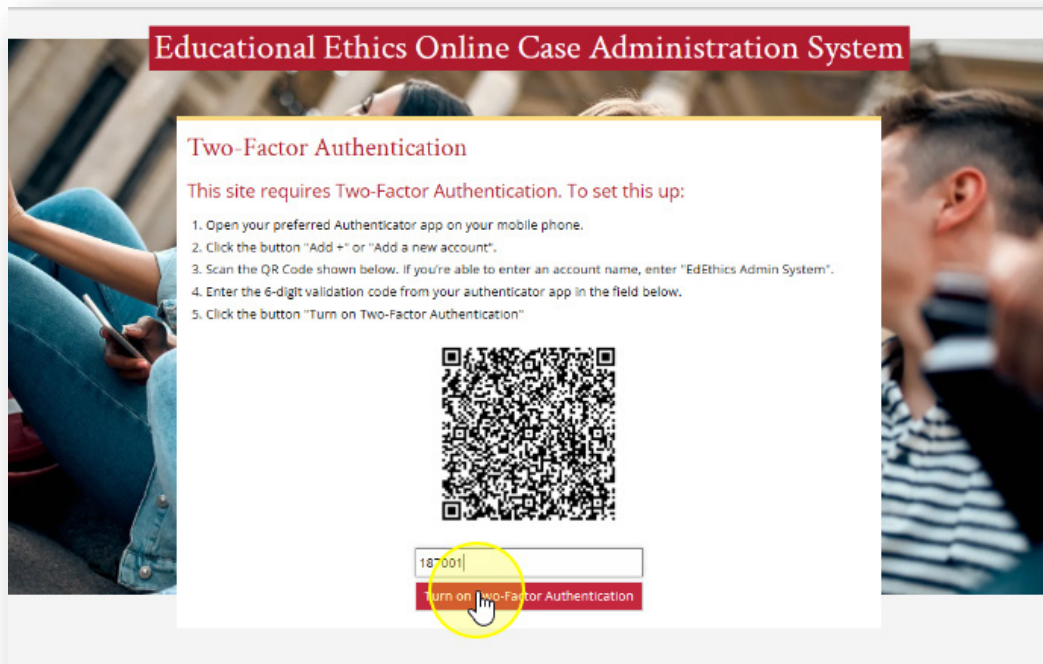 Educational Ethics Online Case Administration System
Two-Factor Authentication
This site requires Two-Factor Authentication. To set this up:
1. Open your preferred Authenticator app on your mobile phone.
2. Click the button "Add +" or "Add a new account".
3. Scan the QR Code shown below. If you're able to enter an account name, enter "EdEthics Admin System".
4. Enter the 6-digit validation code from your authenticator app in the field below.
5. Click the button "Turn on Two-Factor Authentication"
187001
Turn on Two-Factor Authentication